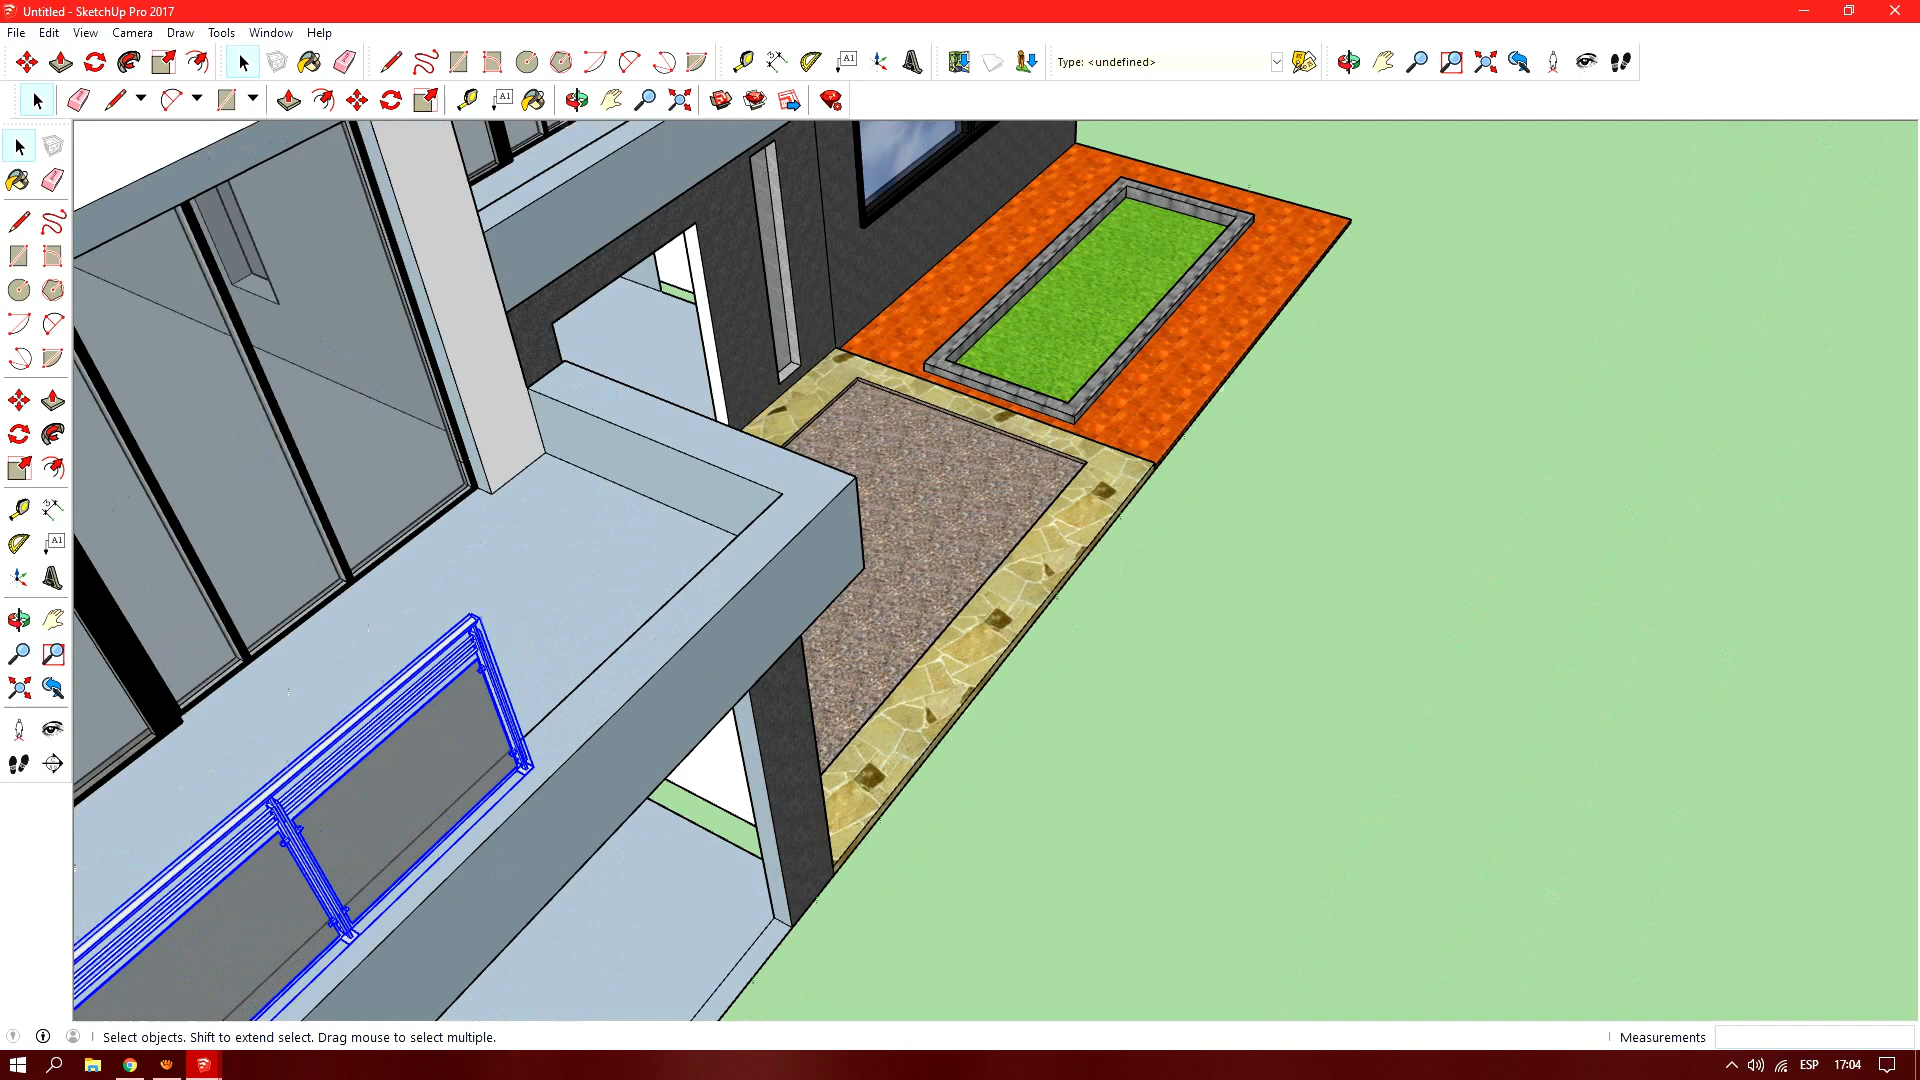 Untitled - SketchUp Pro 2017
File Edit View Camera Draw Tools Window Help
A1
Type: <undefined>
A1
A1
Select objects. Shift to extend select. Drag mouse to select multiple.
Measurements
ESP
17:04